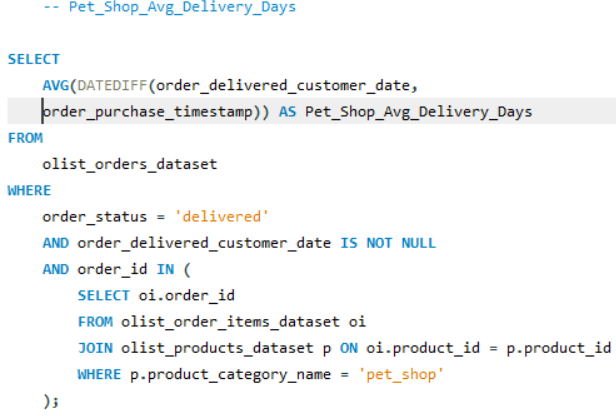 -- Pet_Shop_Avg_Delivery_Days
SELECT
AVG(DATEDIFF(order_delivered_customer_date,
order_purchase_timestamp)) AS Pet_Shop_Avg_Delivery_Days
FROM
olist_orders_dataset
WHERE
order_status = 'delivered'
AND order_delivered_customer_date IS NOT NULL
AND order_id IN (
SELECT oi.order_id
FROM olist_order_items_dataset oi
JOIN olist_products_dataset p ON oi.product_id = p.product_id
WHERE p.product_category_name = 'pet_shop'
);